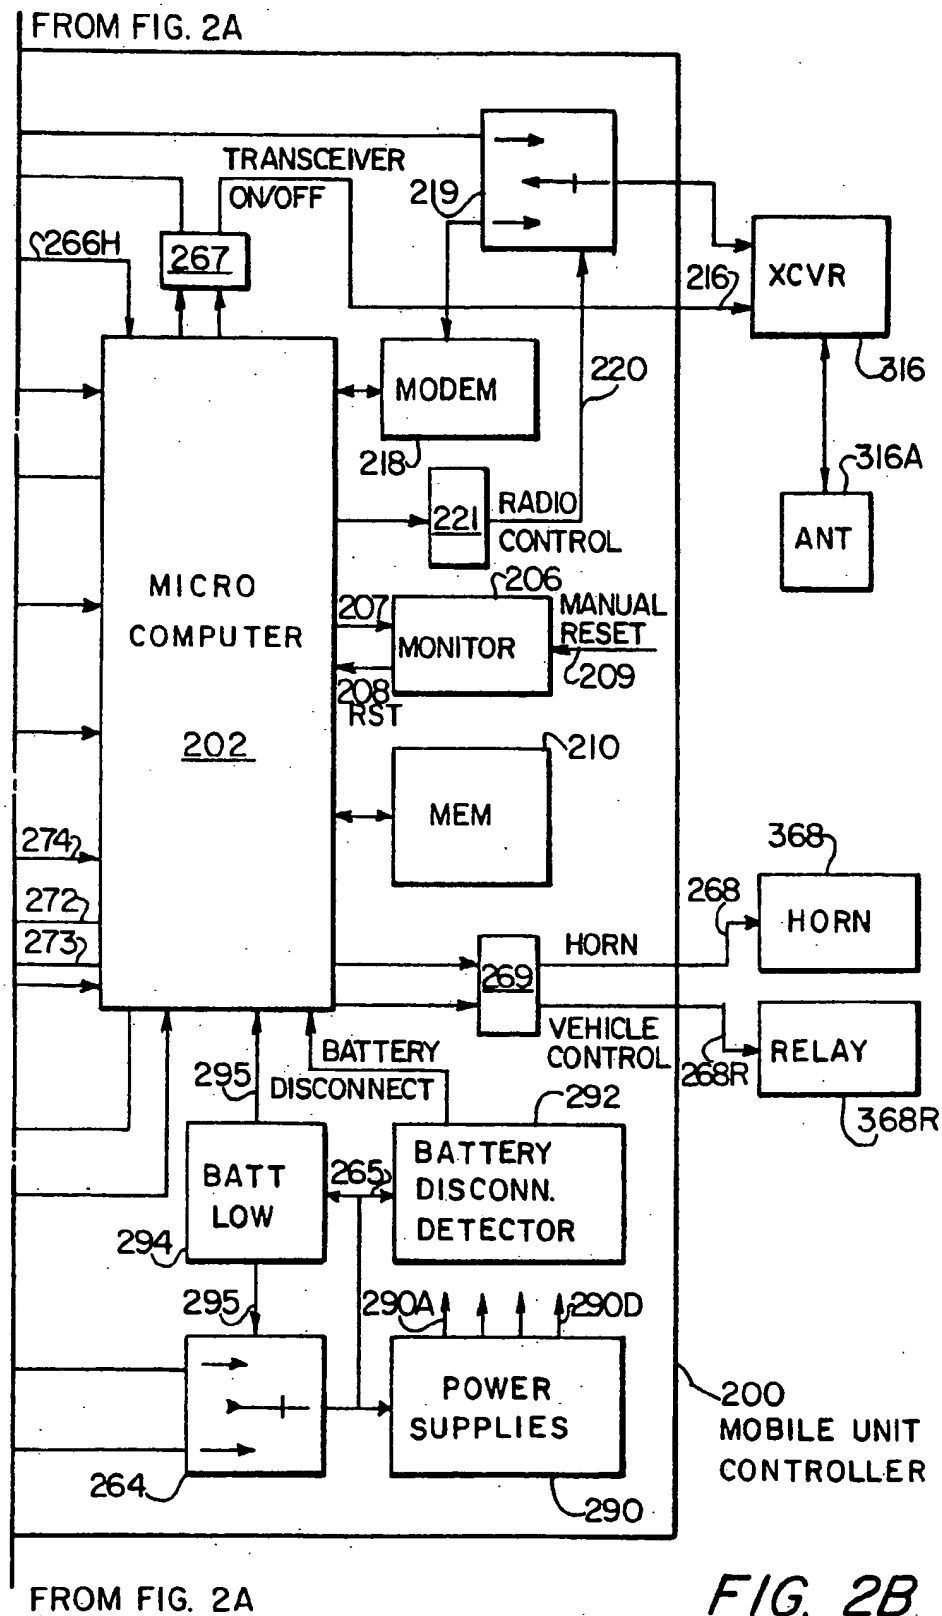 FROM FIG. 2A
TRANSCEIVER
ON/OFF
219
266H
267
216
XCVR
316
220
MODEM
218
316A
ANT
221
RADIO
CONTROL
206
MICRO
COMPUTER
202
207
MONITOR
MANUAL
RESET
209
208
RST
210
MEM
274
272
273
368
268
HORN
HORN
269
VEHICLE
CONTROL
268R
RELAY
368R
295
BATTERY
DISCONNECT
292
BATT
LOW
294
265
BATTERY
DISCONN.
DETECTOR
295
290A
290D
264
POWER
SUPPLIES
290
200
MOBILE UNIT
CONTROLLER
FROM FIG. 2A
FIG. 2B